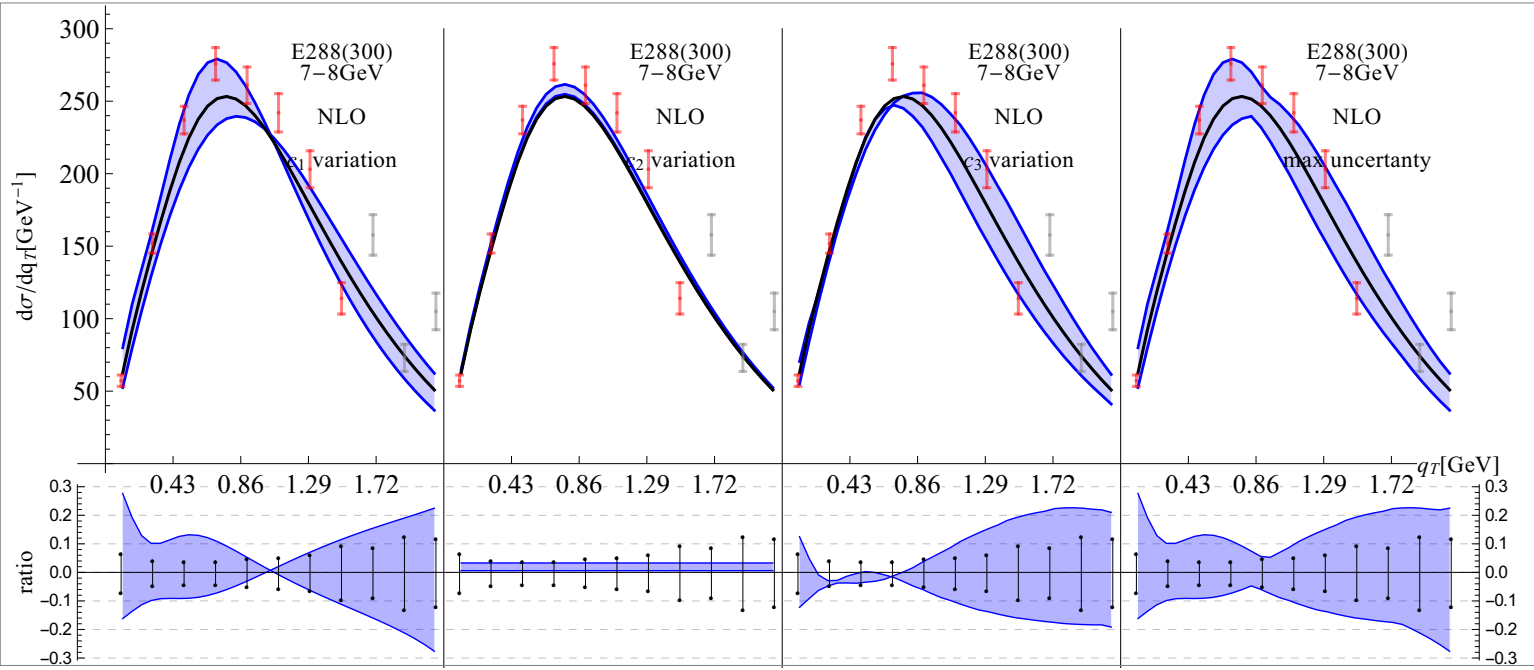 300
250
200
150
100
50
dσ/dqT[GeV⁻¹]
E288(300)
7−8GeV
NLO
c₁ variation
E288(300)
7−8GeV
NLO
c₂ variation
E288(300)
7−8GeV
NLO
c₃ variation
E288(300)
7−8GeV
NLO
max uncertanty
qT[GeV]
0.43 0.86 1.29 1.72
0.43 0.86 1.29 1.72
0.43 0.86 1.29 1.72
0.43 0.86 1.29 1.72
ratio
0.3
0.2
0.1
0.0
−0.1
−0.2
−0.3
0.3
0.2
0.1
0.0
−0.1
−0.2
−0.3